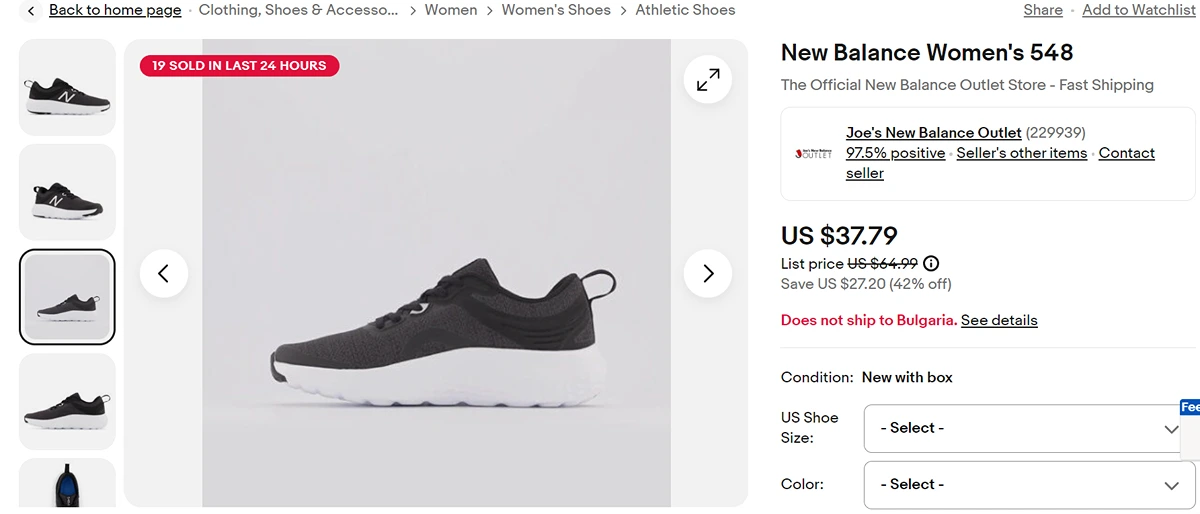 Back to home page · Clothing, Shoes & Accesso... > Women > Women's Shoes > Athletic Shoes
Share · Add to Watchlist
19 SOLD IN LAST 24 HOURS
New Balance Women's 548
The Official New Balance Outlet Store - Fast Shipping
Joe's New Balance
OUTLET
Joe's New Balance Outlet (229939)
97.5% positive · Seller's other items · Contact
seller
US $37.79
List price US $64.99
Save US $27.20 (42% off)
Does not ship to Bulgaria. See details
Condition: New with box
US Shoe
Size:
- Select -
Fee
Color:
- Select -